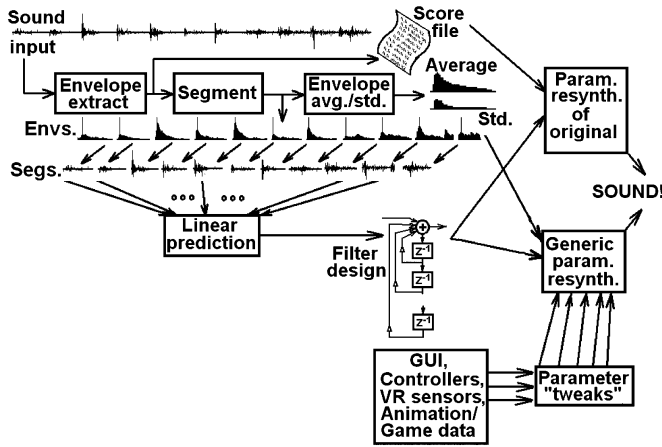 Sound
input
Score
file
Envelope
extract
Segment
Envelope
avg./std.
Average
Std.
Param.
resynth.
of
original
Envs.
Segs.
SOUND!
Linear
prediction
Filter
design
+
z-1
z-1
z-1
Generic
param.
resynth.
GUI,
Controllers,
VR sensors,
Animation/
Game data
Parameter
"tweaks"